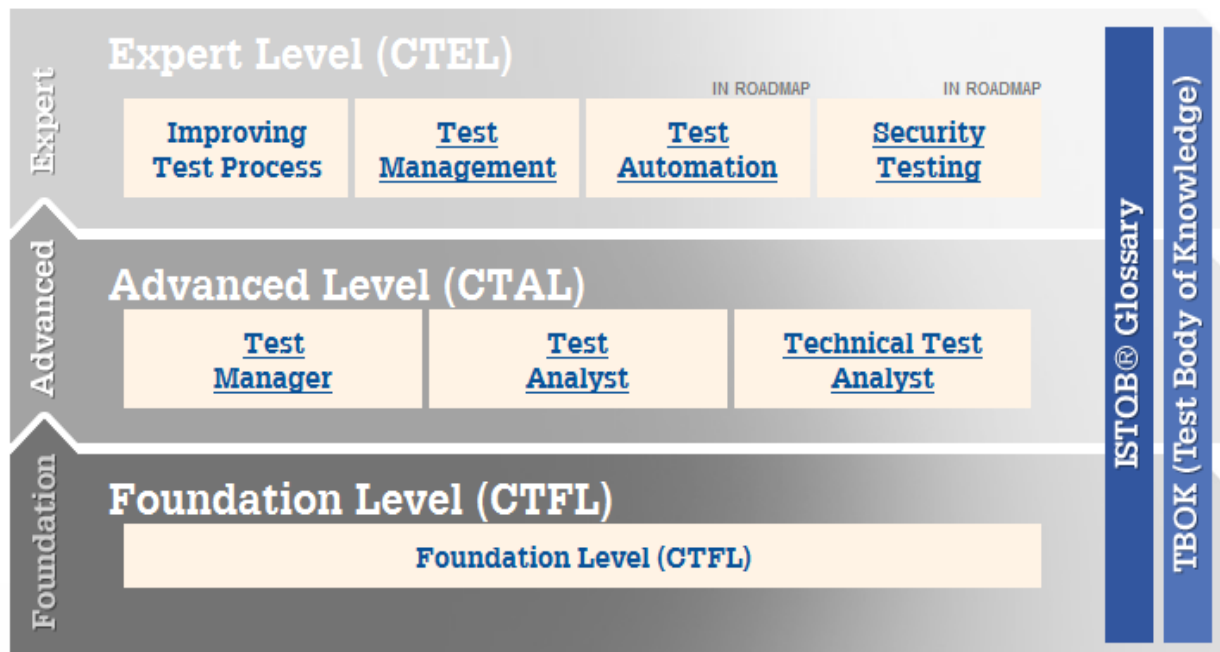 Expert
Expert Level (CTEL)
IN ROADMAP
IN ROADMAP
Improving
Test Process
Test
Management
Test
Automation
Security
Testing
Advanced
Advanced Level (CTAL)
Test
Manager
Test
Analyst
Technical Test
Analyst
Foundation
Foundation Level (CTFL)
Foundation Level (CTFL)
ISTQB® Glossary
TBOK (Test Body of Knowledge)